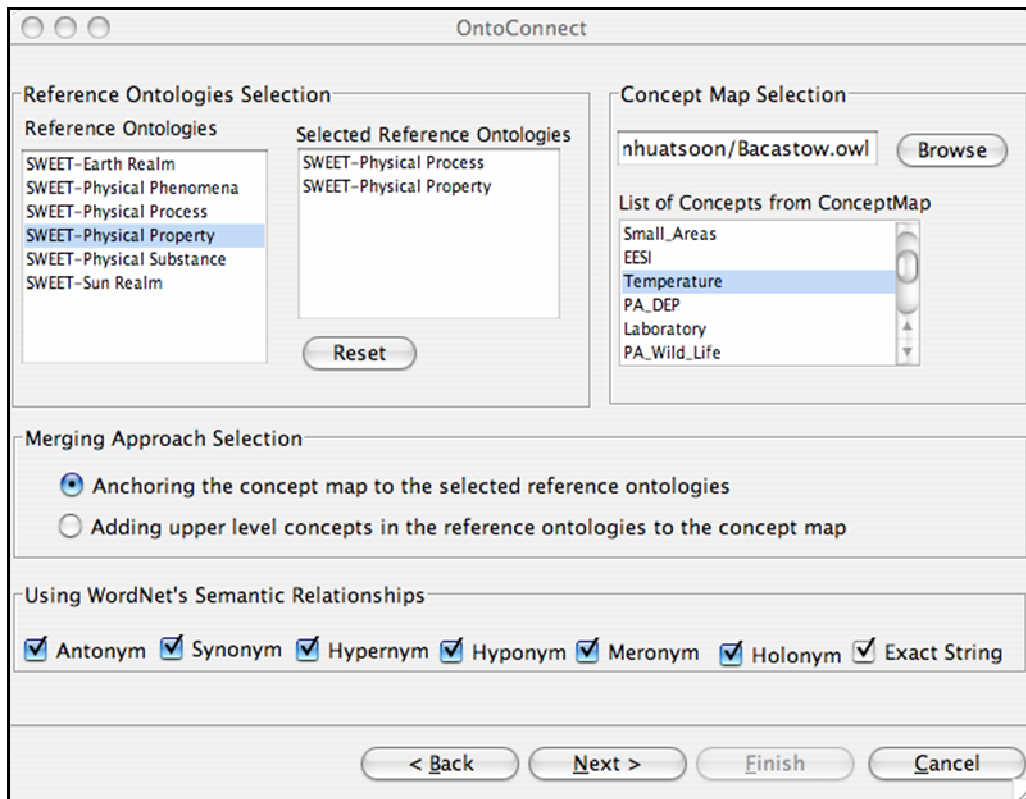 OntoConnect
Reference Ontologies Selection
Reference Ontologies
SWEET-Earth Realm
SWEET-Physical Phenomena
SWEET-Physical Process
SWEET-Physical Property
SWEET-Physical Substance
SWEET-Sun Realm
Selected Reference Ontologies
SWEET-Physical Process
SWEET-Physical Property
Reset
Concept Map Selection
nhuatsoon/Bacastow.owl
Browse
List of Concepts from ConceptMap
Small_Areas
EESI
Temperature
PA_DEP
Laboratory
PA_Wild_Life
Merging Approach Selection
Anchoring the concept map to the selected reference ontologies
Adding upper level concepts in the reference ontologies to the concept map
Using WordNet's Semantic Relationships
Antonym Synonym Hypernym Hyponym Meronym Holonym Exact String
< Back Next > Finish Cancel